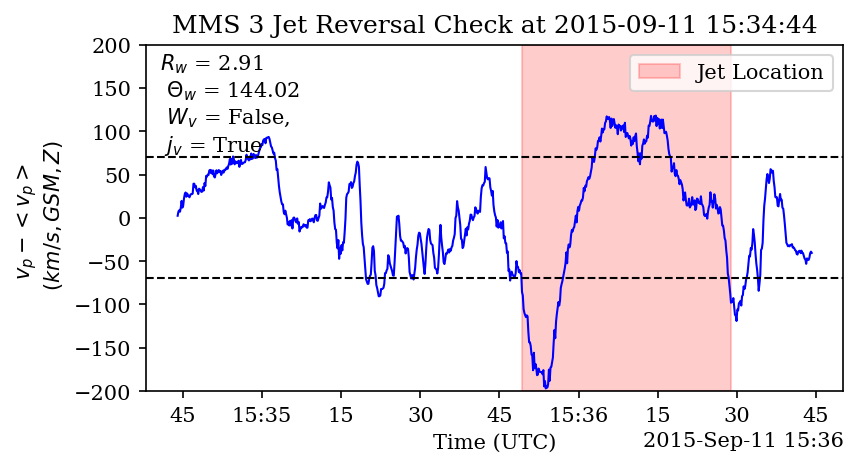 MMS 3 Jet Reversal Check at 2015-09-11 15:34:44
R_w = 2.91
Θ_w = 144.02
W_v = False,
j_v = True
Jet Location
200
150
100
50
0
−50
−100
−150
−200
v_p − < v_p >
(km/s, GSM, Z)
45 15:35 15 30 45 15:36 15 30 45
Time (UTC)
2015-Sep-11 15:36